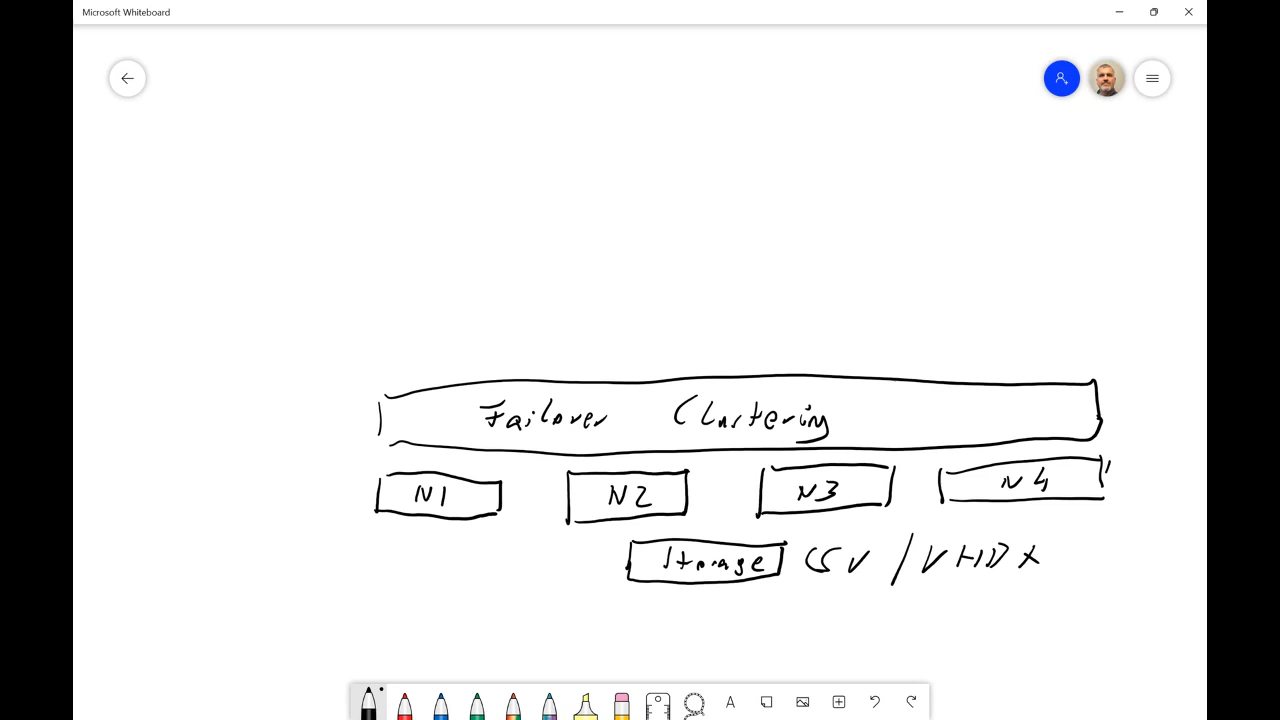 Microsoft Whiteboard
Failover Clustering
N1 N2 N3 N4
Storage CSV / VHDX
A